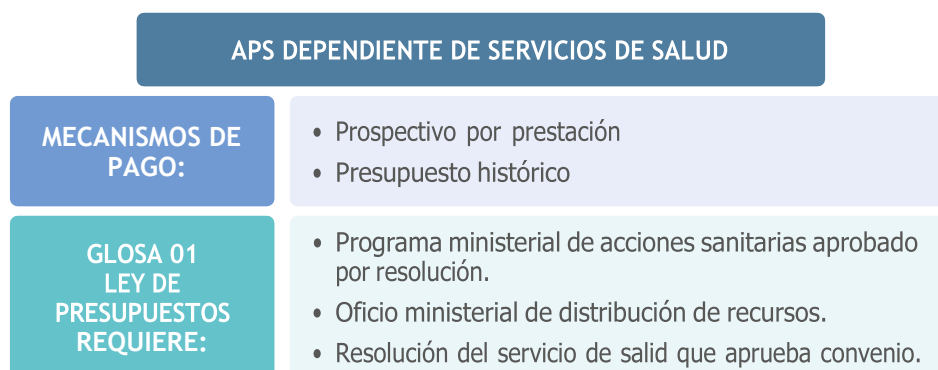 APS DEPENDIENTE DE SERVICIOS DE SALUD
MECANISMOS DE
PAGO:
• Prospectivo por prestación
• Presupuesto histórico
GLOSA 01
LEY DE
PRESUPUESTOS
REQUIERE:
• Programa ministerial de acciones sanitarias aprobado
por resolución.
• Oficio ministerial de distribución de recursos.
• Resolución del servicio de salid que aprueba convenio.